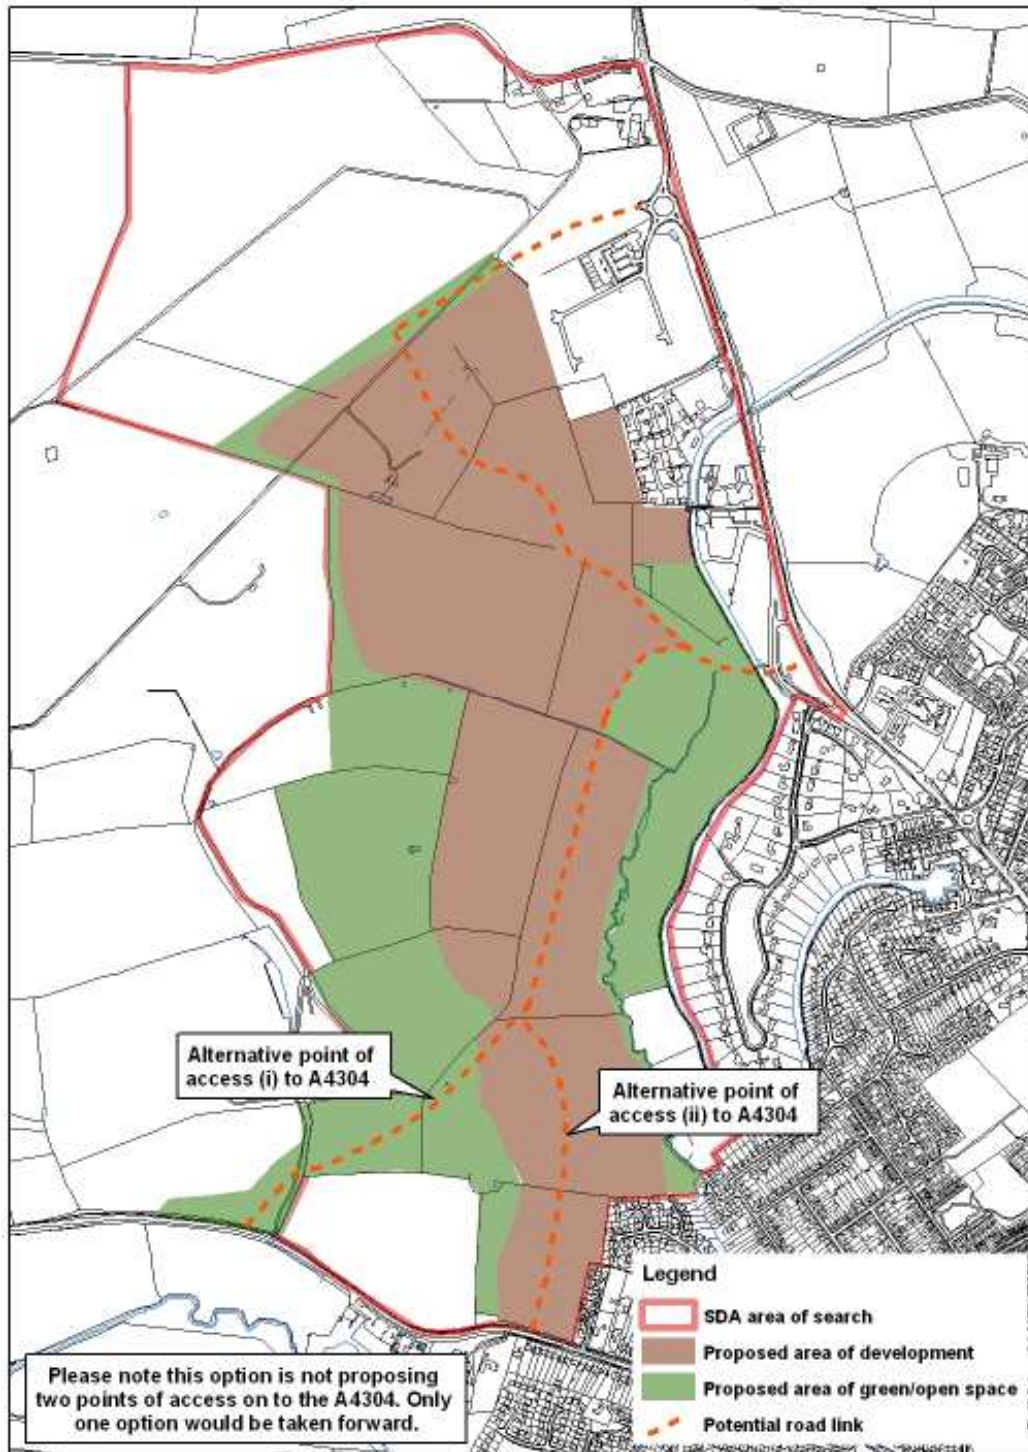 Alternative point of
access (i) to A4304
Alternative point of
access (ii) to A4304
Legend
SDA area of search
Proposed area of development
Proposed area of green/open space
Potential road link
Please note this option is not proposing
two points of access on to the A4304. Only
one option would be taken forward.